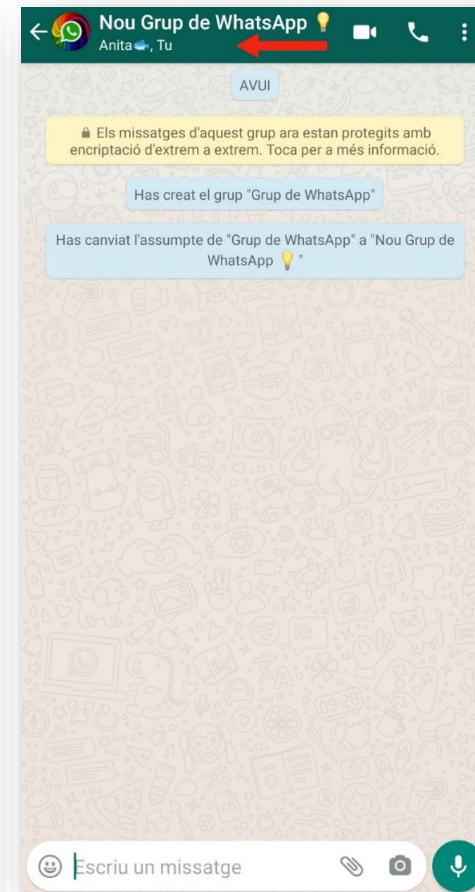 Nou Grup de WhatsApp 💡
Anita🐟, Tu
AVUI
Els missatges d'aquest grup ara estan protegits amb
encriptació d'extrem a extrem. Toca per a més informació.
Has creat el grup "Grup de WhatsApp"
Has canviat l'assumpte de "Grup de WhatsApp" a "Nou Grup de
WhatsApp 💡 "
Escriu un missatge